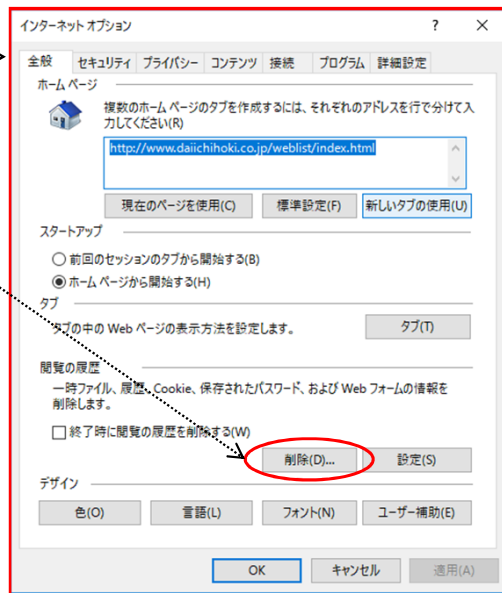 インターネット オプション ? ×
全般 セキュリティ プライバシー コンテンツ 接続 プログラム 詳細設定
ホーム ページ
複数のホーム ページのタブを作成するには、それぞれのアドレスを行で分けて入
力してください(R)
http://www.daiichihoki.co.jp/weblist/index.html
現在のページを使用(C) 標準設定(F) 新しいタブの使用(U)
スタートアップ
前回のセッションのタブから開始する(B)
ホーム ページから開始する(H)
タブ
タブの中の Web ページの表示方法を設定します。 タブ(T)
閲覧の履歴
一時ファイル、履歴、Cookie、保存されたパスワード、および Web フォームの情報を
削除します。
終了時に閲覧の履歴を削除する(W)
削除(D)... 設定(S)
デザイン
色(O) 言語(L) フォント(N) ユーザー補助(E)
OK キャンセル 適用(A)